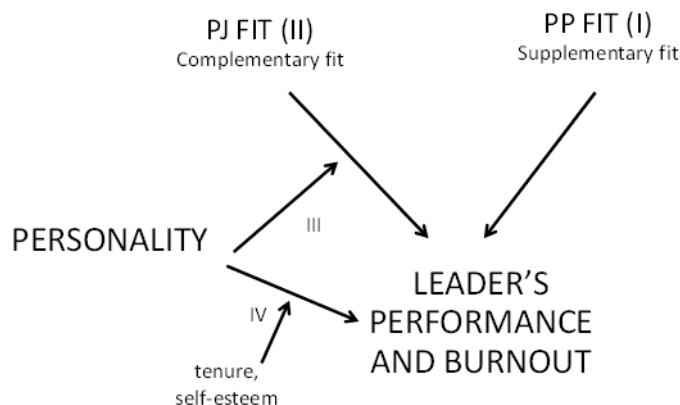 PJ FIT (II)
Complementary fit
PP FIT (I)
Supplementary fit
III
PERSONALITY
LEADER’S
PERFORMANCE
AND BURNOUT
IV
tenure,
self-esteem